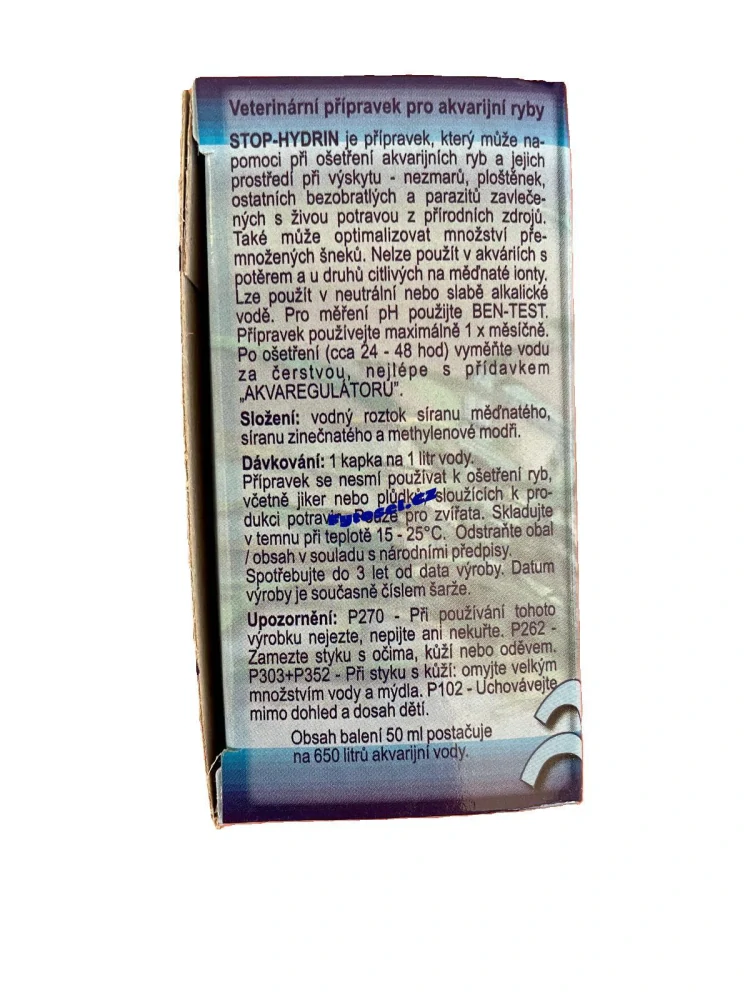 Veterinární přípravek pro akvarijní ryby
STOP-HYDRIN je přípravek, který může na-
pomoci při ošetření akvarijních ryb a jejich
prostředí při výskytu - nezmarů, ploštěnek,
ostatních bezobratlých a parazitů zavleče-
ných s živou potravou z přírodních zdrojů.
Také může optimalizovat množství pře-
množených šneků. Nelze použít v akváriích s
potěrem a u druhů citlivých na měďnaté ionty.
Lze použít v neutrální nebo slabě alkalické
vodě. Pro měření pH použijte BEN-TEST.
Přípravek používejte maximálně 1 x měsíčně.
Po ošetření (cca 24 - 48 hod) vyměňte vodu
za čerstvou, nejlépe s přídavkem
„AKVAREGULÁTORU".
Složení: vodný roztok síranu měďnatého,
síranu zinečnatého a methylenové modři.
Dávkování: 1 kapka na 1 litr vody.
Přípravek se nesmí používat k ošetření ryb,
včetně jiker nebo plůdků sloužících k pro-
dukci potravin. Pouze pro zvířata. Skladujte
v temnu při teplotě 15 - 25°C. Odstraňte obal
/ obsah v souladu s národními předpisy.
Spotřebujte do 3 let od data výroby. Datum
výroby je současně číslem šarže.
Upozornění: P270 - Při používání tohoto
výrobku nejezte, nepijte ani nekuřte. P262 -
Zamezte styku s očima, kůží nebo oděvem.
P303+P352 - Při styku s kůží: omyjte velkým
množstvím vody a mýdla. P102 - Uchovávejte
mimo dohled a dosah dětí.
Obsah balení 50 ml postačuje
na 650 litrů akvarijní vody.